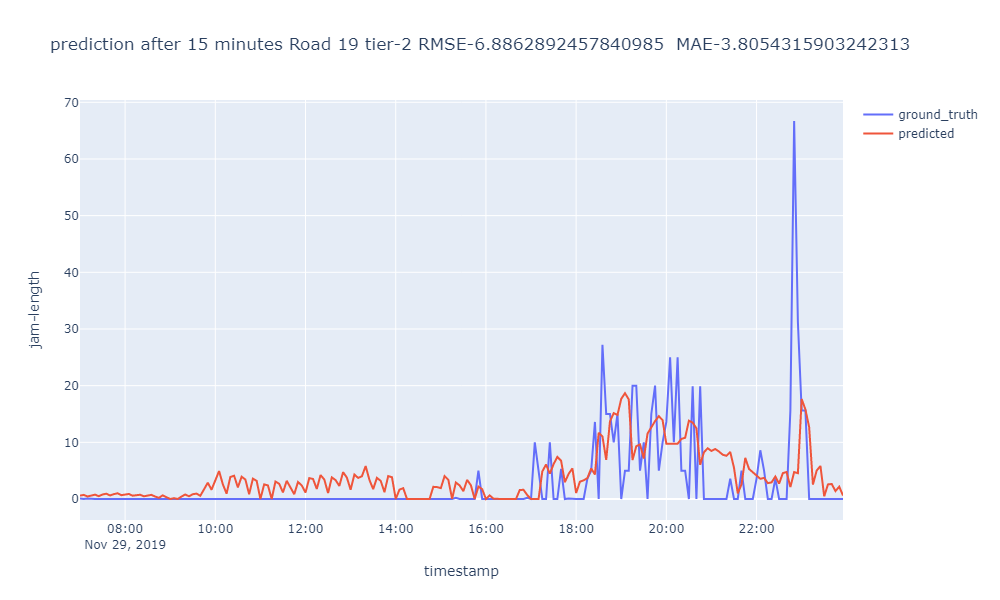 prediction after 15 minutes Road 19 tier-2 RMSE-6.8862892457840985  MAE-3.8054315903242313
ground_truth
predicted
70
60
50
40
30
20
10
0
jam-length
08:00 10:00 12:00 14:00 16:00 18:00 20:00 22:00
Nov 29, 2019
timestamp